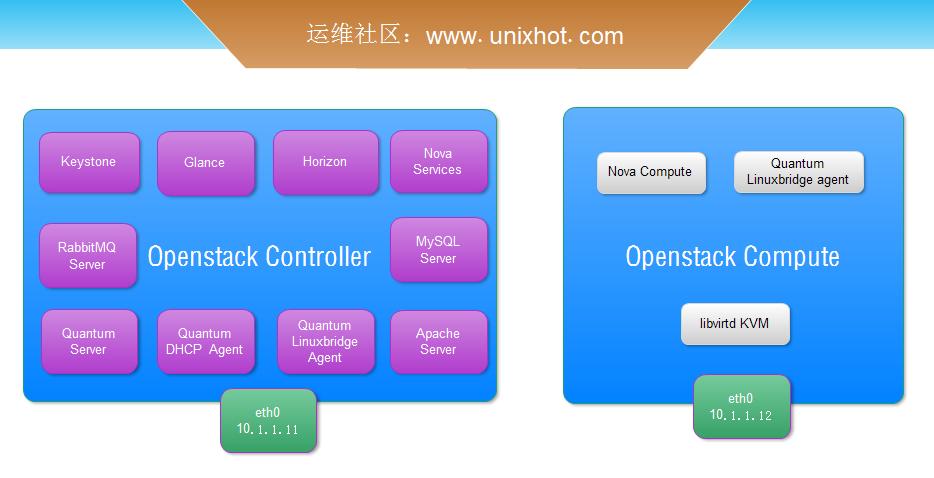 运维社区：www.unixhot.com
Keystone
Glance
Horizon
Nova
Services
RabbitMQ
Server
Openstack Controller
MySQL
Server
Quantum
Server
Quantum
DHCP Agent
Quantum
Linuxbridge
Agent
Apache
Server
eth0
10.1.1.11
Nova Compute
Quantum
Linuxbridge agent
Openstack Compute
libvirtd KVM
eth0
10.1.1.12